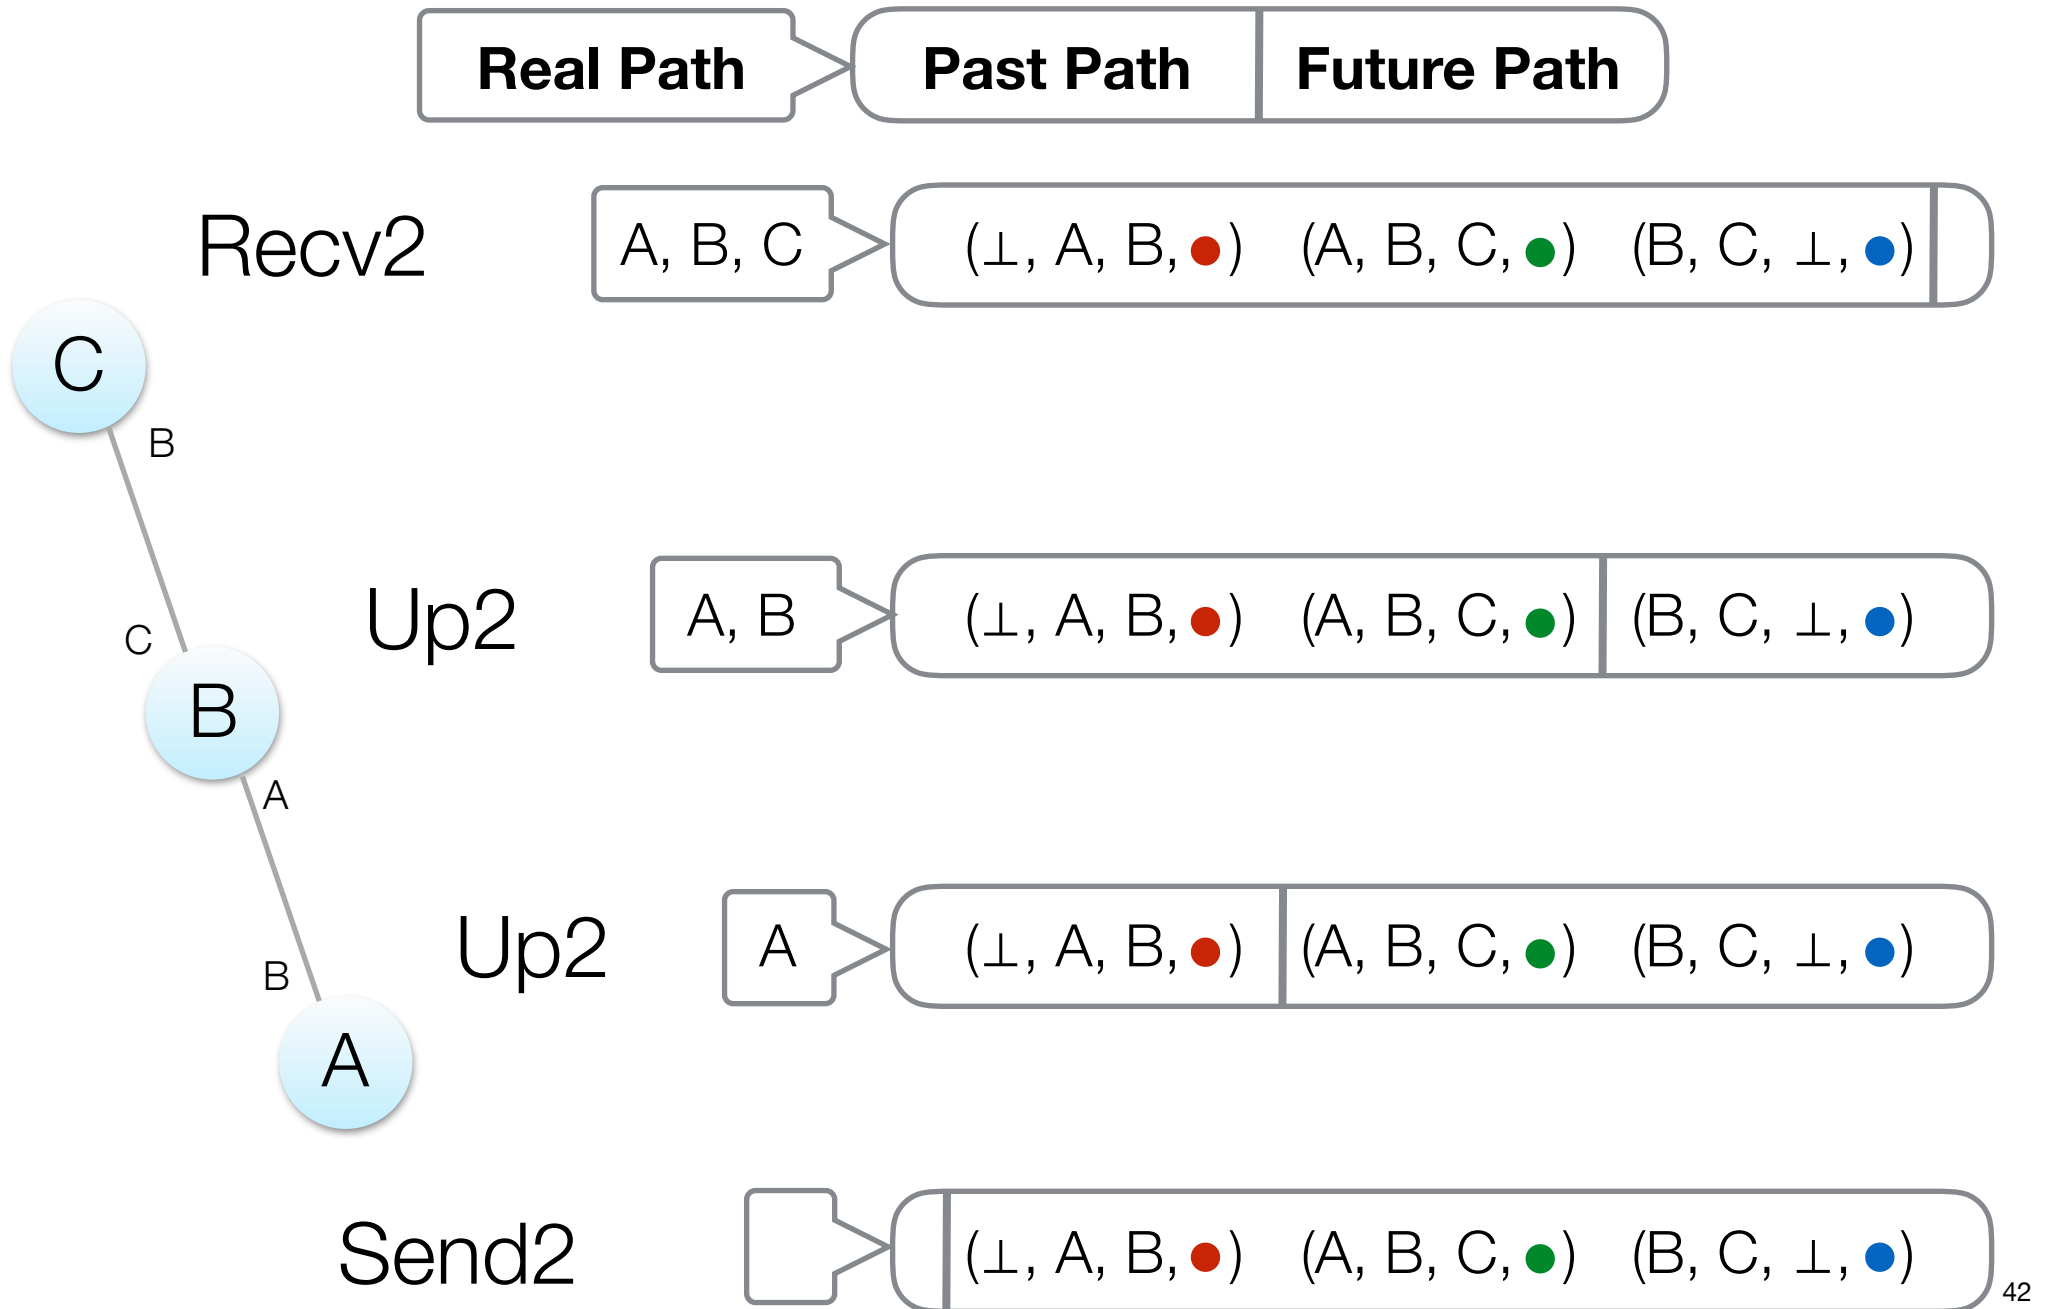 Real Path Past Path Future Path
Recv2 A, B, C (⊥, A, B, ) (A, B, C, ) (B, C, ⊥, )
C
B
C
Up2 A, B (⊥, A, B, ) (A, B, C, ) (B, C, ⊥, )
B
A
Up2 A (⊥, A, B, ) (A, B, C, ) (B, C, ⊥, )
B
A
Send2 (⊥, A, B, ) (A, B, C, ) (B, C, ⊥, )
42